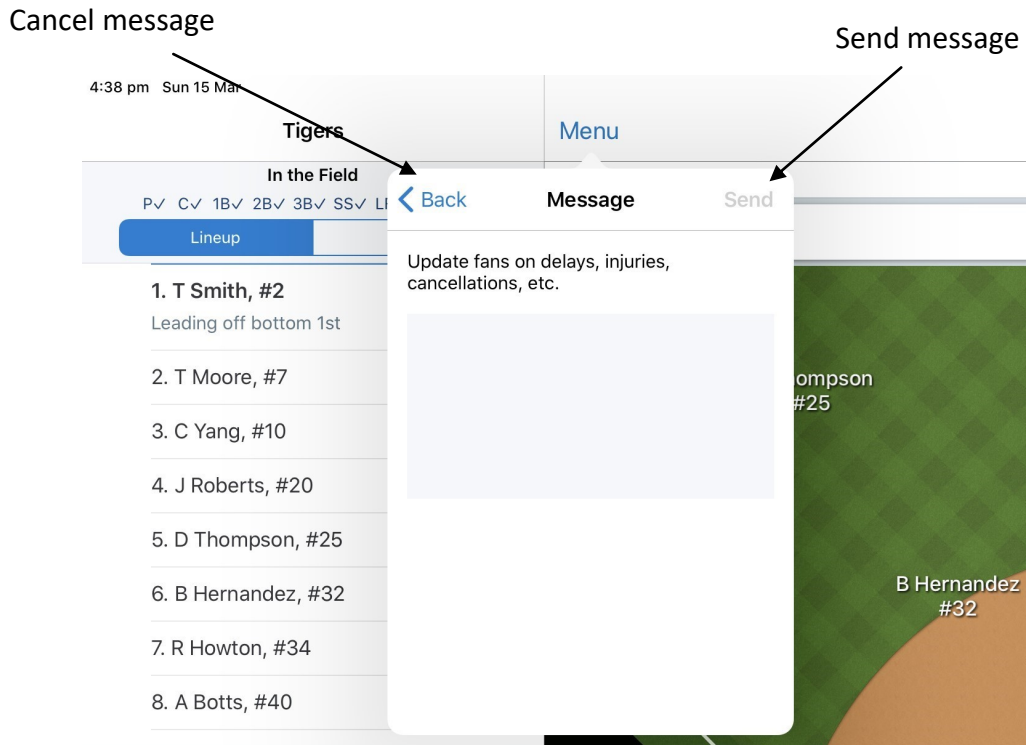 Cancel message
Send message
4:38 pm Sun 15 Mar
Tigers
Menu
In the Field
P✓ C✓ 1B✓ 2B✓ 3B✓ SS✓
Lineup
Back
Message
Send
Update fans on delays, injuries,
cancellations, etc.
1. T Smith, #2
Leading off bottom 1st
2. T Moore, #7
3. C Yang, #10
4. J Roberts, #20
5. D Thompson, #25
6. B Hernandez, #32
7. R Howton, #34
8. A Botts, #40
ompson
#25
B Hernandez
#32